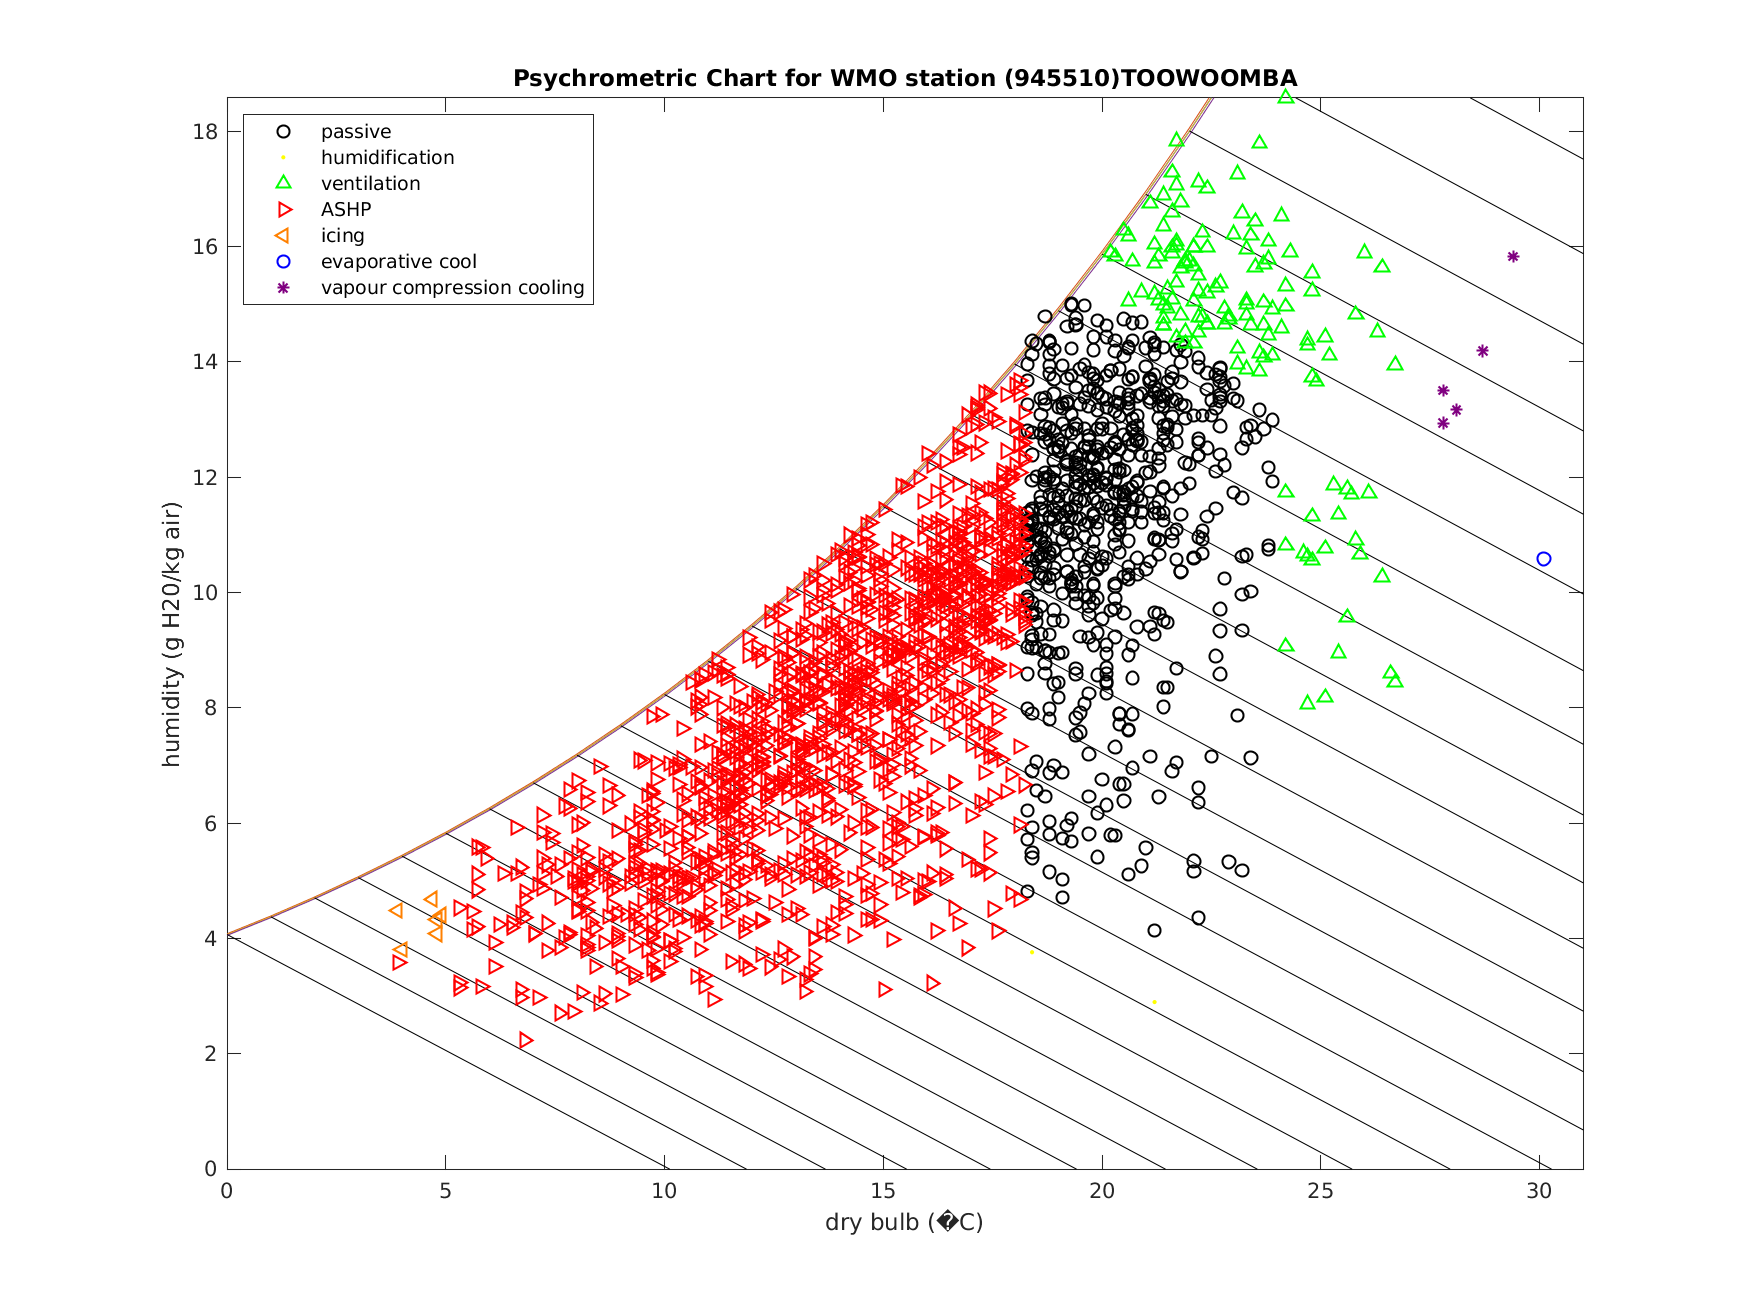 Psychrometric Chart for WMO station (945510)TOOWOOMBA
passive
humidification
ventilation
ASHP
icing
evaporative cool
vapour compression cooling
18
16
14
12
10
8
6
4
2
0
humidity (g H20/kg air)
0 5 10 15 20 25 30
dry bulb (�C)